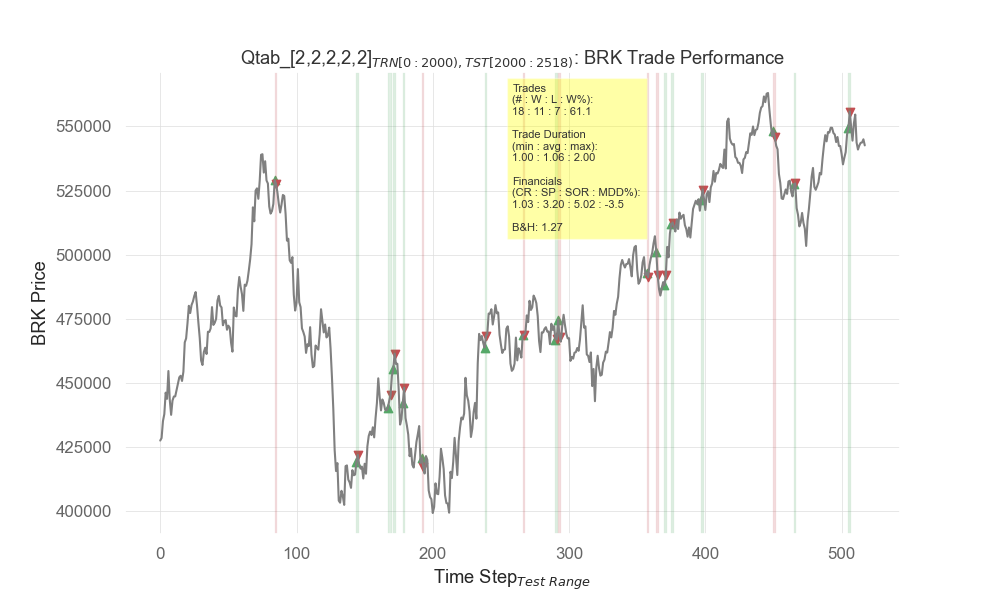 Qtab_[2,2,2,2,2]TRN[0 : 2000), TST[2000 : 2518): BRK Trade Performance
Trades
(# : W : L : W%):
18 : 11 : 7 : 61.1
Trade Duration
(min : avg : max):
1.00 : 1.06 : 2.00
Financials
(CR : SP : SOR : MDD%):
1.03 : 3.20 : 5.02 : -3.5
B&H: 1.27
BRK Price
550000
525000
500000
475000
450000
425000
400000
0 100 200 300 400 500
Time StepTest Range